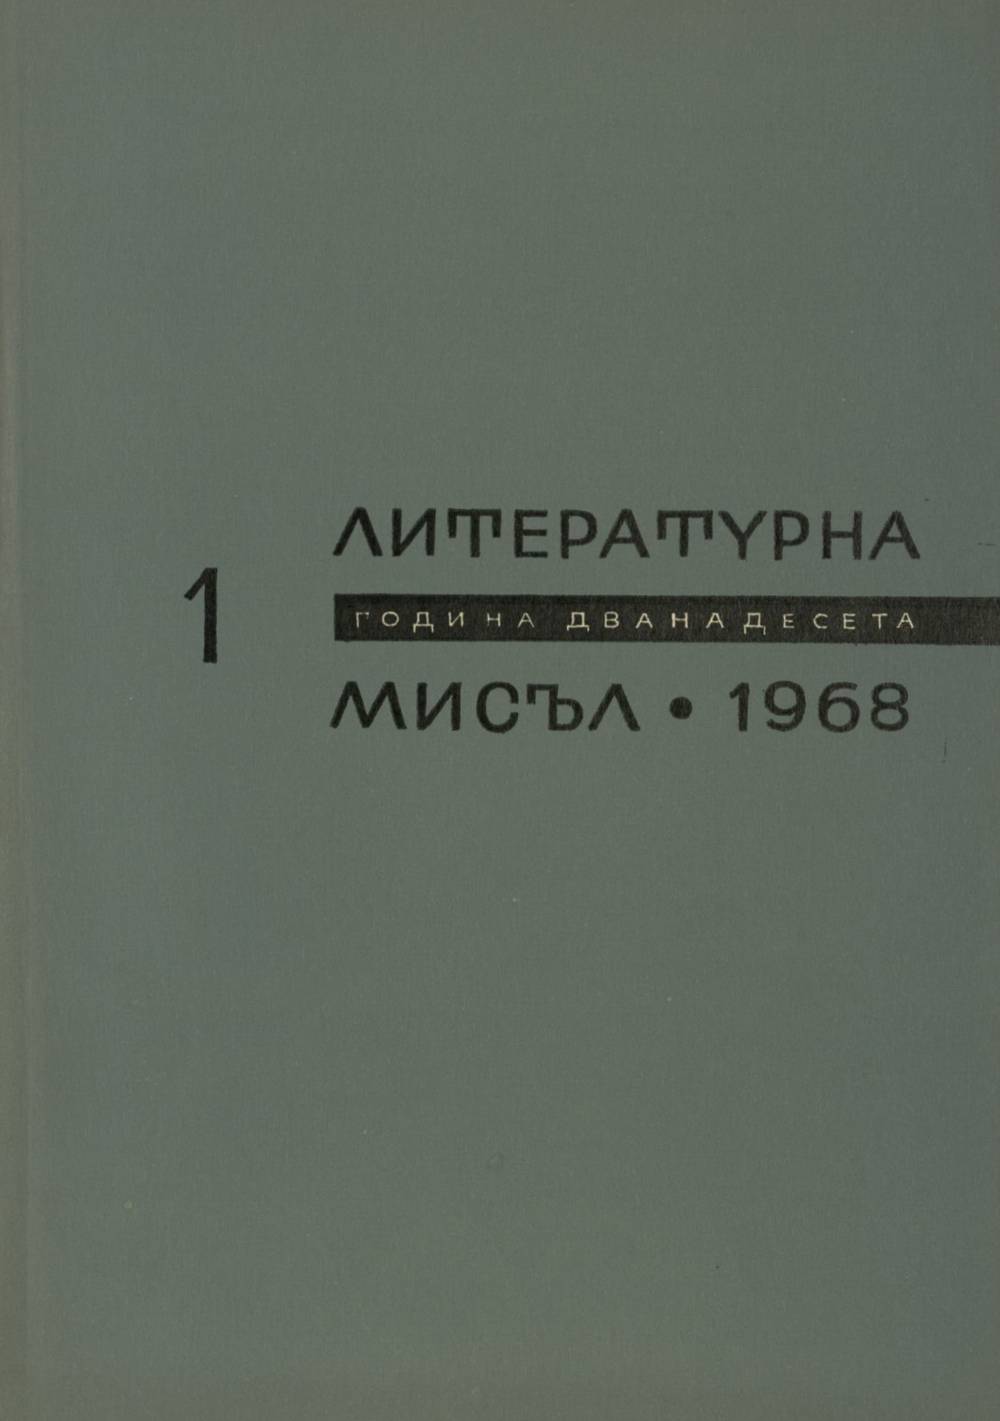 ЛИТЕРАТУРНА
1
ГОДИНА ДВАНАДЕСЕТА
МИСЪЛ • 1968